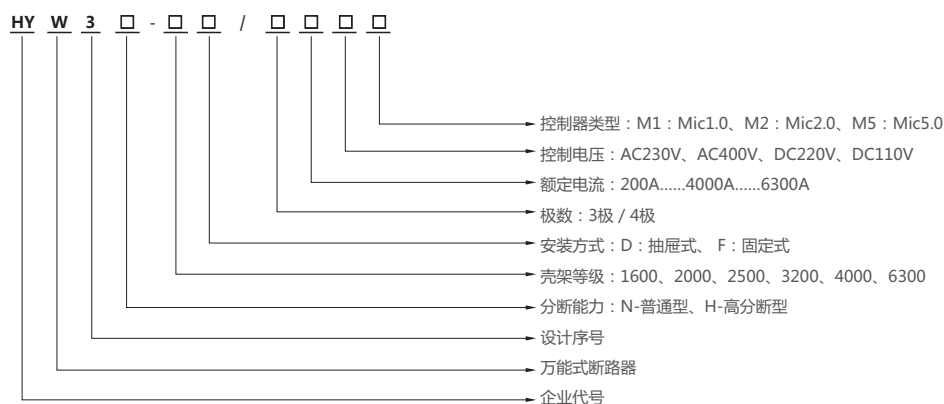 HY W 3 □ - □ □ / □ □ □ □
控制器类型：M1：Mic1.0、M2：Mic2.0、M5：Mic5.0
控制电压：AC230V、AC400V、DC220V、DC110V
额定电流：200A......4000A......6300A
极数：3极 / 4极
安装方式：D：抽屉式、 F：固定式
壳架等级：1600、2000、2500、3200、4000、6300
分断能力：N-普通型、H-高分断型
设计序号
万能式断路器
企业代号